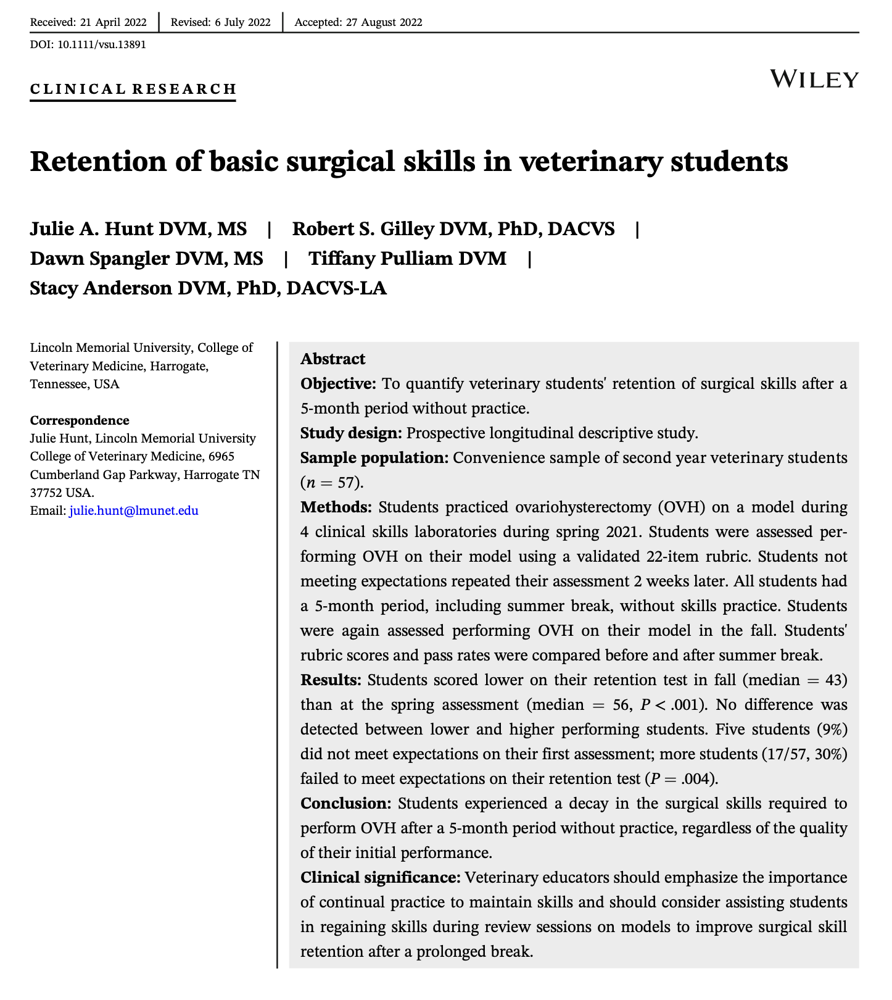 Received: 21 April 2022 | Revised: 6 July 2022 | Accepted: 27 August 2022
DOI: 10.1111/vsu.13891
CLINICAL RESEARCH
WILEY
Retention of basic surgical skills in veterinary students
Julie A. Hunt DVM, MS | Robert S. Gilley DVM, PhD, DACVS |
Dawn Spangler DVM, MS | Tiffany Pulliam DVM |
Stacy Anderson DVM, PhD, DACVS-LA
Lincoln Memorial University, College of
Veterinary Medicine, Harrogate,
Tennessee, USA
Correspondence
Julie Hunt, Lincoln Memorial University
College of Veterinary Medicine, 6965
Cumberland Gap Parkway, Harrogate TN
37752 USA.
Email: julie.hunt@lmunet.edu
Abstract
Objective: To quantify veterinary students' retention of surgical skills after a
5-month period without practice.
Study design: Prospective longitudinal descriptive study.
Sample population: Convenience sample of second year veterinary students
(n = 57).
Methods: Students practiced ovariohysterectomy (OVH) on a model during
4 clinical skills laboratories during spring 2021. Students were assessed per-
forming OVH on their model using a validated 22-item rubric. Students not
meeting expectations repeated their assessment 2 weeks later. All students had
a 5-month period, including summer break, without skills practice. Students
were again assessed performing OVH on their model in the fall. Students'
rubric scores and pass rates were compared before and after summer break.
Results: Students scored lower on their retention test in fall (median = 43)
than at the spring assessment (median = 56, P < .001). No difference was
detected between lower and higher performing students. Five students (9%)
did not meet expectations on their first assessment; more students (17/57, 30%)
failed to meet expectations on their retention test (P = .004).
Conclusion: Students experienced a decay in the surgical skills required to
perform OVH after a 5-month period without practice, regardless of the quality
of their initial performance.
Clinical significance: Veterinary educators should emphasize the importance
of continual practice to maintain skills and should consider assisting students
in regaining skills during review sessions on models to improve surgical skill
retention after a prolonged break.